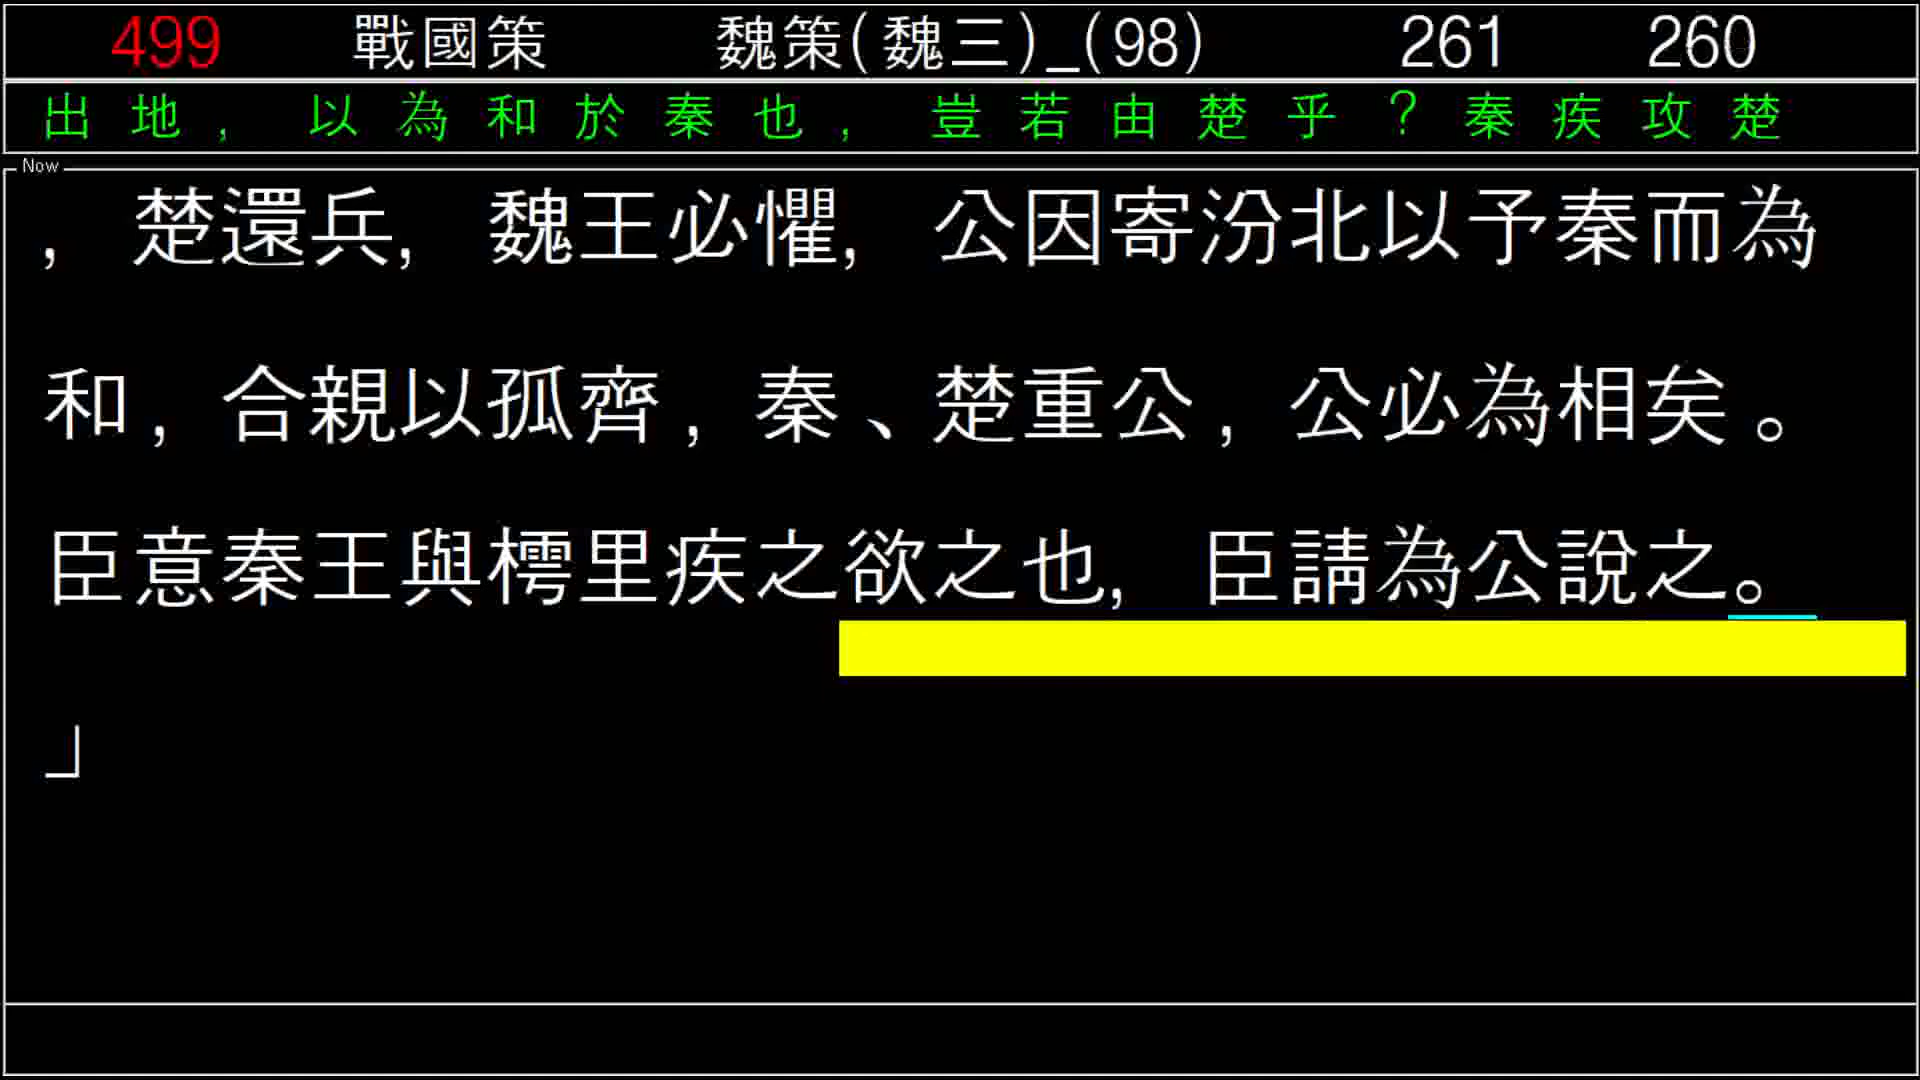 499 戰國策 魏策(魏三)_(98) 261 260
出地,以為和於秦也,豈若由楚乎?秦疾攻楚
Now
,楚還兵,魏王必懼,公因寄汾北以予秦而為
和,合親以孤齊,秦、楚重公,公必為相矣。
臣意秦王與樗里疾之欲之也,臣請為公說之。
」